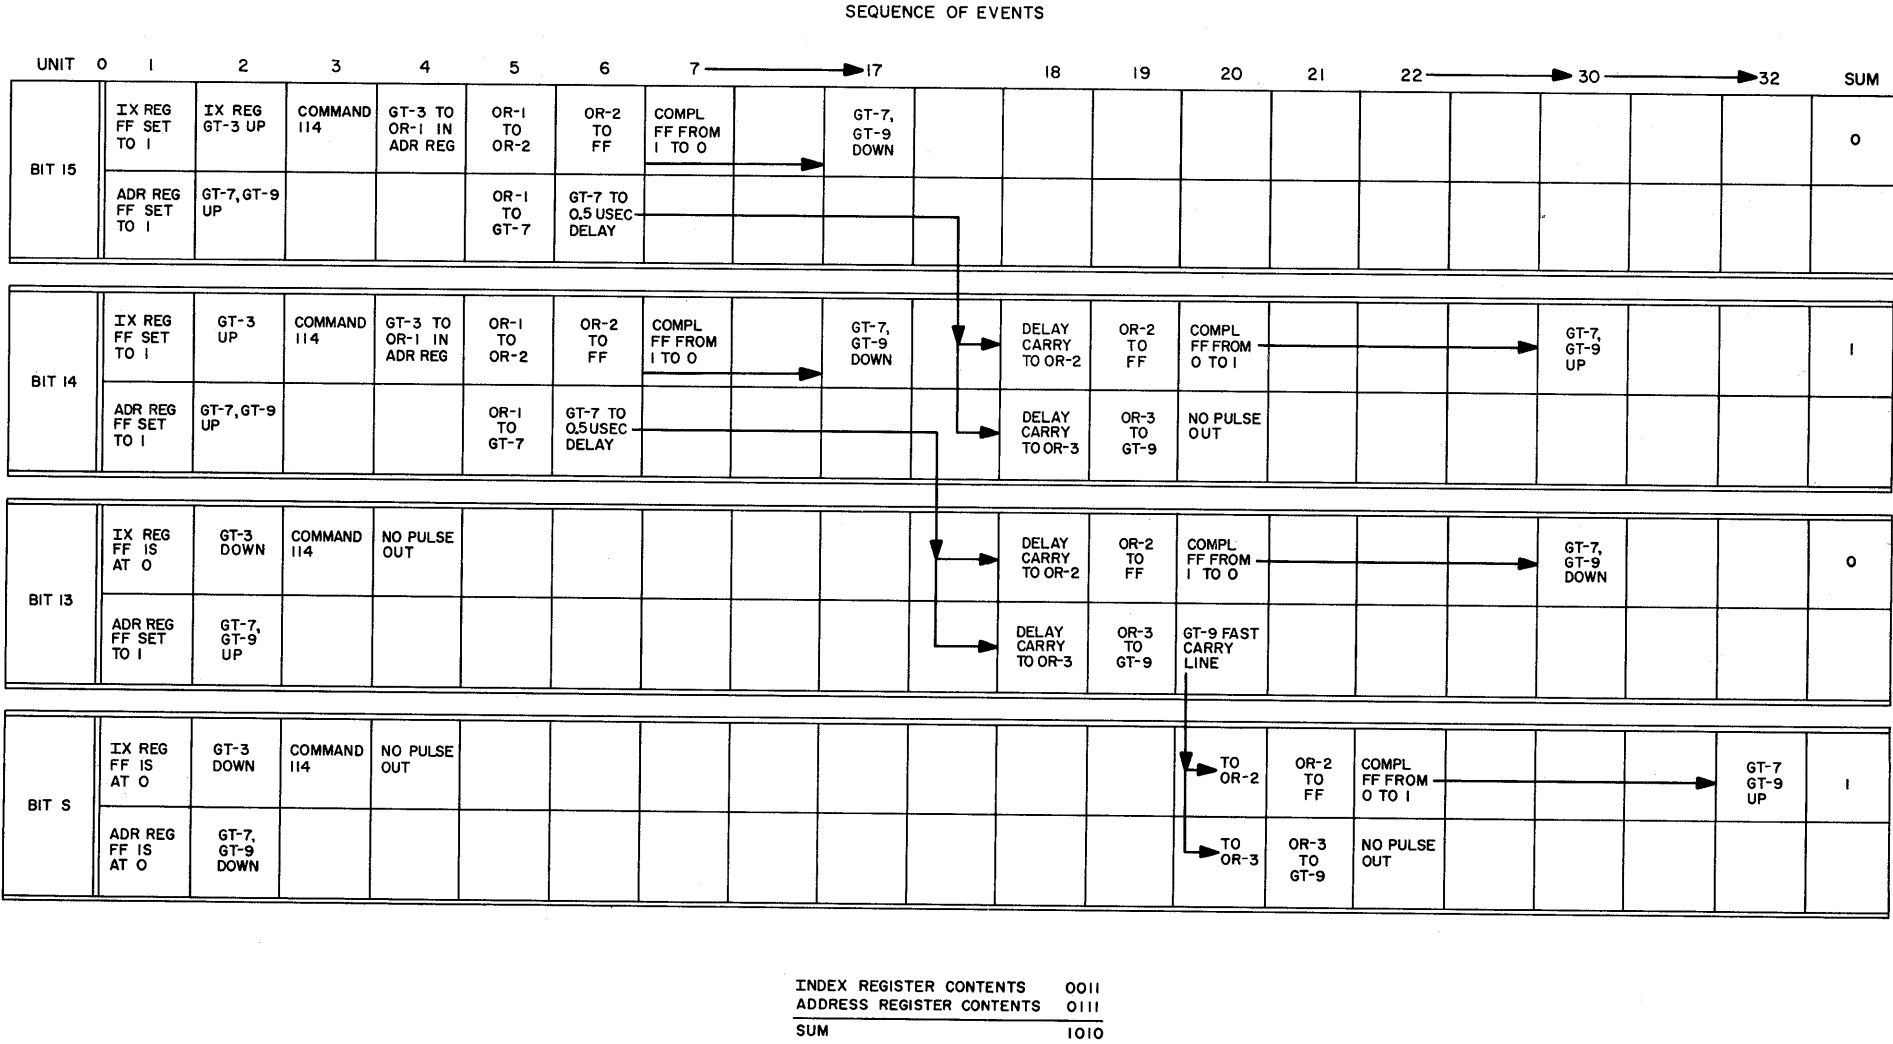 SEQUENCE OF EVENTS
UNIT 0 1 2 3 4 5 6 7 17 18 19 20 21 22 30 32 SUM
BIT 15
IX REG
FF SET
TO 1
IX REG
GT-3 UP
COMMAND
114
GT-3 TO
OR-1 IN
ADR REG
OR-1
TO
OR-2
OR-2
TO
FF
COMPL
FF FROM
1 TO 0
GT-7,
GT-9
DOWN
0
ADR REG
FF SET
TO 1
GT-7,GT-9
UP
OR-1
TO
GT-7
GT-7 TO
0.5 USEC
DELAY
BIT 14
IX REG
FF SET
TO 1
GT-3
UP
COMMAND
114
GT-3 TO
OR-1 IN
ADR REG
OR-1
TO
OR-2
OR-2
TO
FF
COMPL
FF FROM
1 TO 0
GT-7,
GT-9
DOWN
DELAY
CARRY
TO OR-2
OR-2
TO
FF
COMPL
FF FROM
0 TO 1
GT-7,
GT-9
UP
1
ADR REG
FF SET
TO 1
GT-7,GT-9
UP
OR-1
TO
GT-7
GT-7 TO
0.5USEC
DELAY
DELAY
CARRY
TO OR-3
OR-3
TO
GT-9
NO PULSE
OUT
BIT 13
IX REG
FF IS
AT 0
GT-3
DOWN
COMMAND
114
NO PULSE
OUT
DELAY
CARRY
TO OR-2
OR-2
TO
FF
COMPL
FF FROM
1 TO 0
GT-7,
GT-9
DOWN
0
ADR REG
FF SET
TO 1
GT-7,
GT-9
UP
DELAY
CARRY
TO OR-3
OR-3
TO
GT-9
GT-9 FAST
CARRY
LINE
BIT S
IX REG
FF IS
AT 0
GT-3
DOWN
COMMAND
114
NO PULSE
OUT
TO
OR-2
OR-2
TO
FF
COMPL
FF FROM
0 TO 1
GT-7
GT-9
UP
1
ADR REG
FF IS
AT 0
GT-7,
GT-9
DOWN
TO
OR-3
OR-3
TO
GT-9
NO PULSE
OUT
INDEX REGISTER CONTENTS 0011
ADDRESS REGISTER CONTENTS 0111
SUM 1010